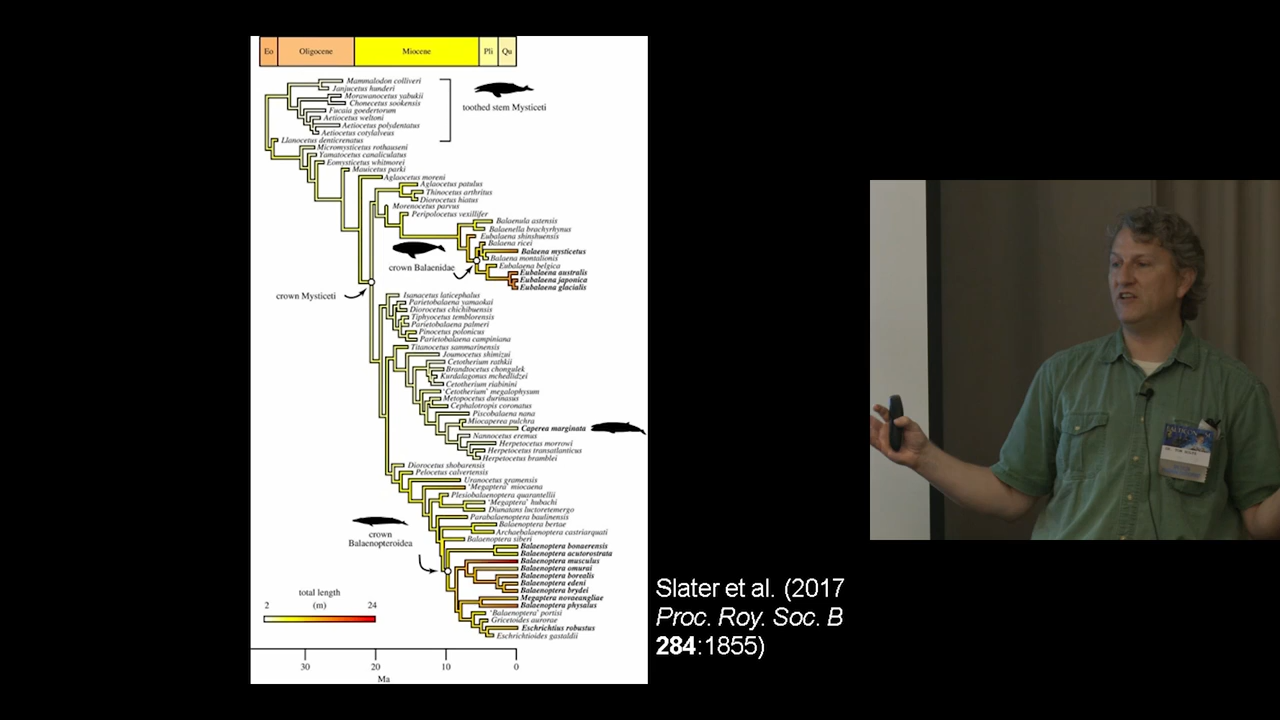 Eo Oligocene Miocene Pli Qu
Mammalodon colliveri
Janjucetus hunderi
Morawanocetus yabukii
Chonecetus sookensis
Fucaia goedertorum
Aetiocetus weltoni
Aetiocetus polydentatus
Aetiocetus cotylalveus
toothed stem Mysticeti
Llanocetus denticrenatus
Micromysticetus rothauseni
Yamatocetus canaliculatus
Eomysticetus whitmorei
Mauicetus parki
Aglaocetus moreni
Aglaocetus patulus
Thinocetus arthritus
Diorocetus hiatus
Morenocetus parvus
Peripolocetus vexillifer
Balaenula astensis
Balaenella brachyrhynus
Eubalaena shinshuensis
Balaena ricei
Balaena mysticetus
Balaena montalionis
Eubalaena belgica
Eubalaena australis
Eubalaena japonica
Eubalaena glacialis
crown Balaenidae
crown Mysticeti
Isanacetus laticephalus
Parietobalaena yamaokai
Diorocetus chichibuensis
Tiphyocetus temblorensis
Parietobalaena palmeri
Pinocetus polonicus
Parietobalaena campiniana
Titanocetus sammarinensis
Joumocetus shimizui
Cetotherium rathkii
Brandtocetus chongulek
Kurdalagonus mchedlidzei
Cetotherium riabinini
'Cetotherium' megalophysum
Metopocetus durinasus
Cephalotropis coronatus
Piscobalaena nana
Miocaperea pulchra
Caperea marginata
Nannocetus eremus
Herpetocetus morrowi
Herpetocetus transatlanticus
Herpetocetus bramblei
Diorocetus shobarensis
Pelocetus calvertensis
Uranocetus gramensis
'Megaptera' miocaena
Plesiobalaenoptera quarantellii
'Megaptera' hubachi
Diunatans luctoretemergo
Parabalaenoptera baulinensis
Balaenoptera bertae
Archaebalaenoptera castriarquati
Balaenoptera siberi
Balaenoptera bonaerensis
Balaenoptera acutorostrata
Balaenoptera musculus
Balaenoptera omurai
Balaenoptera borealis
Balaenoptera edeni
Balaenoptera brydei
Megaptera novaeangliae
Balaenoptera physalus
'Balaenoptera' portisi
Gricetoides aurorae
Eschrichtius robustus
Eschrichtioides gastaldii
crown
Balaenopteroidea
total length
2 (m) 24
30 20 10 0
Ma
Slater et al. (2017
Proc. Roy. Soc. B
284:1855)